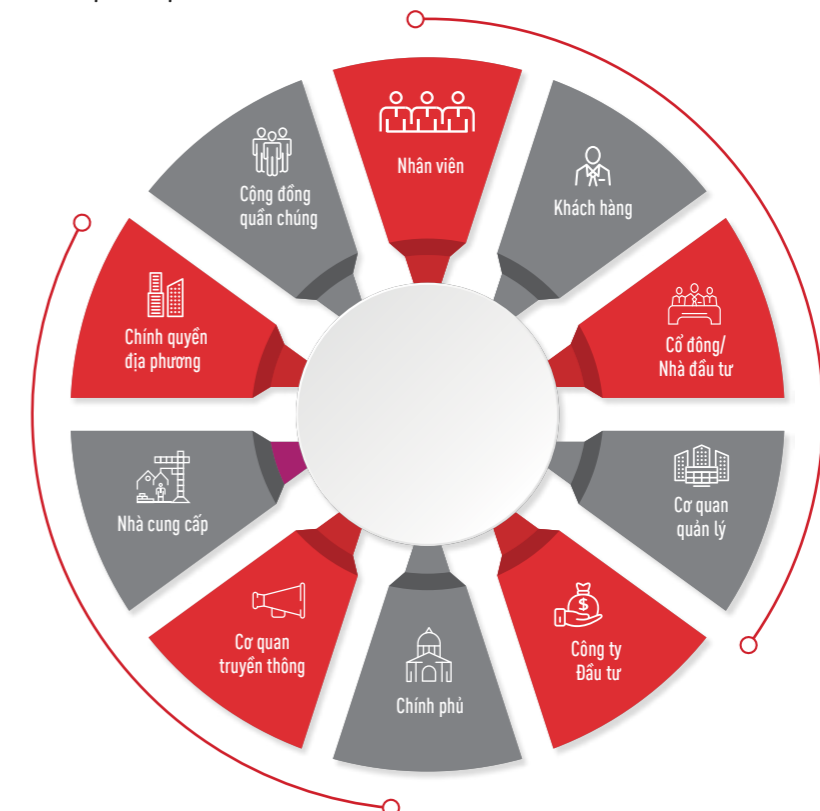 Nhân viên
Khách hàng
Cổ đông/
Nhà đầu tư
Cơ quan
quản lý
Công ty
Đầu tư
Chính phủ
Cơ quan
truyền thông
Nhà cung cấp
Chính quyền
địa phương
Cộng đồng
quần chúng
$